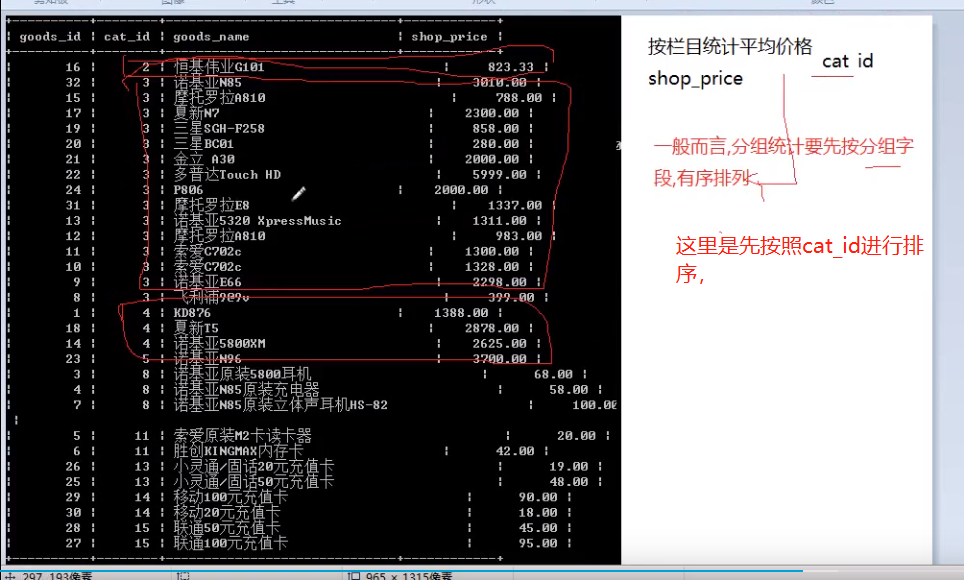 goods_id | cat_id | goods_name | shop_price |
16 | 2 | 恒基伟业G101 | 823.33 |
32 | 3 | 诺基亚N85 | 3010.00 |
15 | 3 | 摩托罗拉A810 | 788.00 |
17 | 3 | 夏新N7 | 2300.00 |
19 | 3 | 三星SGH-F258 | 858.00 |
20 | 3 | 三星BC01 | 280.00 |
21 | 3 | 金立 A30 | 2000.00 |
22 | 3 | 多普达Touch HD | 5999.00 |
24 | 3 | P806 | 2000.00 |
31 | 3 | 摩托罗拉E8 | 1337.00 |
13 | 3 | 诺基亚5320 XpressMusic | 1311.00 |
12 | 3 | 摩托罗拉A810 | 983.00 |
11 | 3 | 索爱C702c | 1300.00 |
10 | 3 | 索爱C702c | 1328.00 |
9 | 3 | 诺基亚E66 | 2298.00 |
8 | 3 | 飞利浦9@9v | 399.00 |
1 | 4 | KD876 | 1388.00 |
18 | 4 | 夏新T5 | 2878.00 |
14 | 4 | 诺基亚5800XM | 2625.00 |
23 | 5 | 诺基亚N96 | 3700.00 |
3 | 8 | 诺基亚原装5800耳机 | 68.00 |
4 | 8 | 诺基亚N85原装充电器 | 58.00 |
7 | 8 | 诺基亚N85原装立体声耳机HS-82 | 100.00
|
5 | 11 | 索爱原装M2卡读卡器 | 20.00 |
6 | 11 | 胜创KINGMAX内存卡 | 42.00 |
26 | 13 | 小灵通/固话20元充值卡 | 19.00 |
25 | 13 | 小灵通/固话50元充值卡 | 48.00 |
29 | 14 | 移动100元充值卡 | 90.00 |
30 | 14 | 移动20元充值卡 | 18.00 |
28 | 15 | 联通50元充值卡 | 45.00 |
27 | 15 | 联通100元充值卡 | 95.00 |
按栏目统计平均价格 cat id
shop_price
一般而言,分组统计要先按分组字
段,有序排列
这里是先按照cat_id进行排
序,
297, 193像素 965 x 1315像素